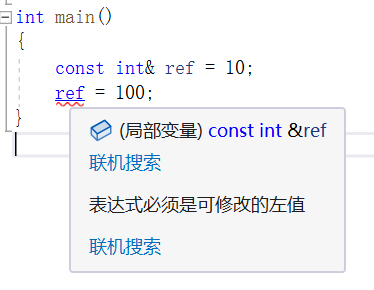 int main()
{
    const int& ref = 10;
    ref = 100;
}
(局部变量) const int &ref
联机搜索
表达式必须是可修改的左值
联机搜索